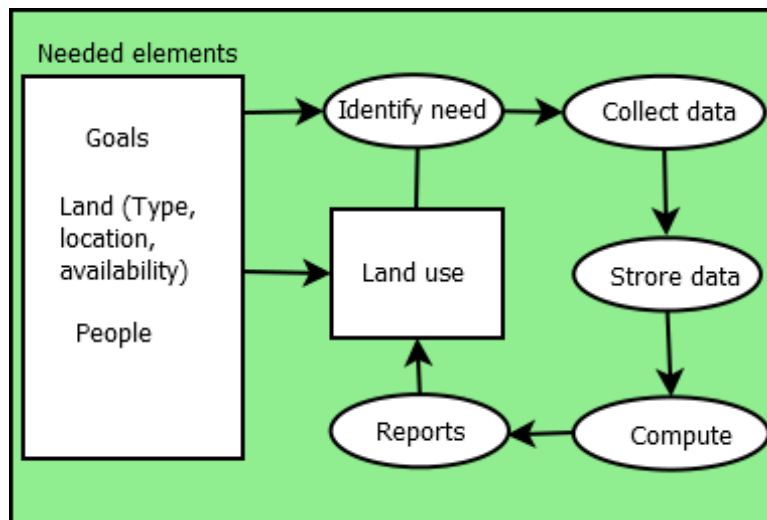 Needed elements
Goals
Land (Type,
location,
availability)
People
Identify need
Collect data
Land use
Strore data
Reports
Compute